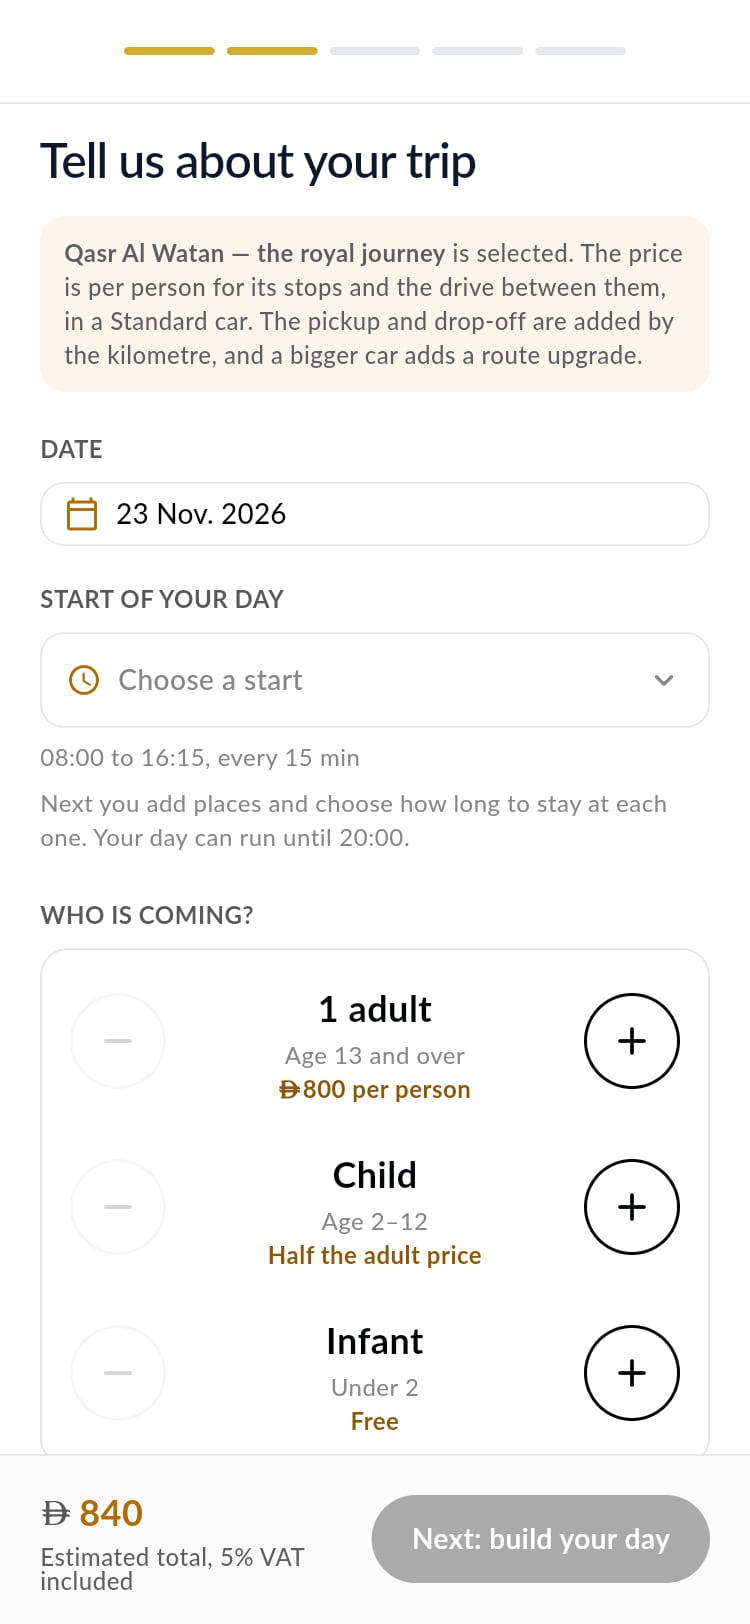 Tell us about your trip
Qasr Al Watan — the royal journey is selected. The price
is per person for its stops and the drive between them,
in a Standard car. The pickup and drop-off are added by
the kilometre, and a bigger car adds a route upgrade.
DATE
23 Nov. 2026
START OF YOUR DAY
Choose a start
08:00 to 16:15, every 15 min
Next you add places and choose how long to stay at each
one. Your day can run until 20:00.
WHO IS COMING?
1 adult
Age 13 and over
800 per person
Child
Age 2–12
Half the adult price
Infant
Under 2
Free
840
Estimated total, 5% VAT
included
Next: build your day